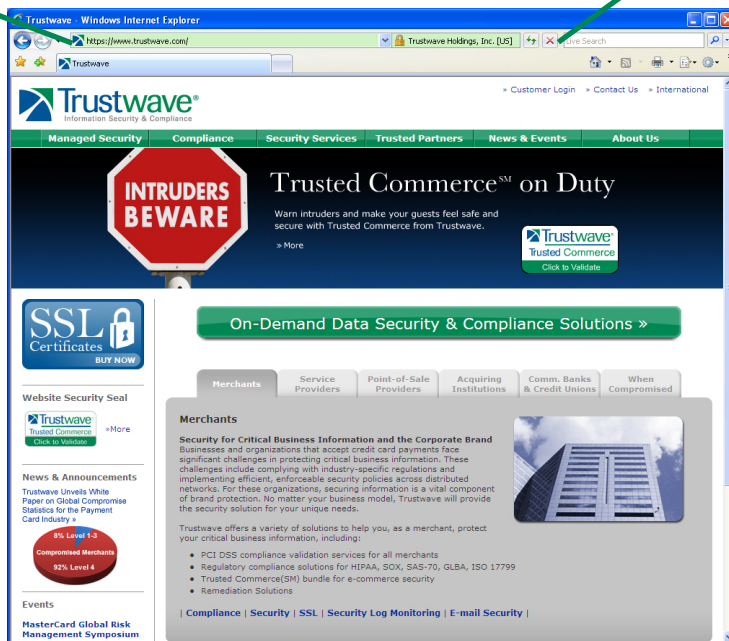 Trustwave - Windows Internet Explorer
https://www.trustwave.com/
Trustwave Holdings, Inc. [US]
Live Search
Trustwave
» Customer Login » Contact Us » International
Trustwave®
Information Security & Compliance
Managed Security Compliance Security Services Trusted Partners News & Events About Us
INTRUDERS
BEWARE
Trusted Commerce℠ on Duty
Warn intruders and make your guests feel safe and
secure with Trusted Commerce from Trustwave.
» More
Trustwave®
Trusted Commerce
Click to Validate
SSL
Certificates
BUY NOW
On-Demand Data Security & Compliance Solutions »
Website Security Seal
Trustwave®
Trusted Commerce
Click to Validate
»More
News & Announcements
Trustwave Unveils White
Paper on Global Compromise
Statistics for the Payment
Card Industry »
8% Level 1-3
Compromised Merchants
92% Level 4
Events
MasterCard Global Risk
Management Symposium
Merchants
Service
Providers
Point-of-Sale
Providers
Acquiring
Institutions
Comm. Banks
& Credit Unions
When
Compromised
Merchants
Security for Critical Business Information and the Corporate Brand
Businesses and organizations that accept credit card payments face
significant challenges in protecting critical business information. These
challenges include complying with industry-specific regulations and
implementing efficient, enforceable security policies across distributed
networks. For these organizations, securing information is a vital component
of brand protection. No matter your business model, Trustwave will provide
the security solution for your unique needs.
Trustwave offers a variety of solutions to help you, as a merchant, protect
your critical business information, including:
• PCI DSS compliance validation services for all merchants
• Regulatory compliance solutions for HIPAA, SOX, SAS-70, GLBA, ISO 17799
• Trusted Commerce(SM) bundle for e-commerce security
• Remediation Solutions
| Compliance | Security | SSL | Security Log Monitoring | E-mail Security |